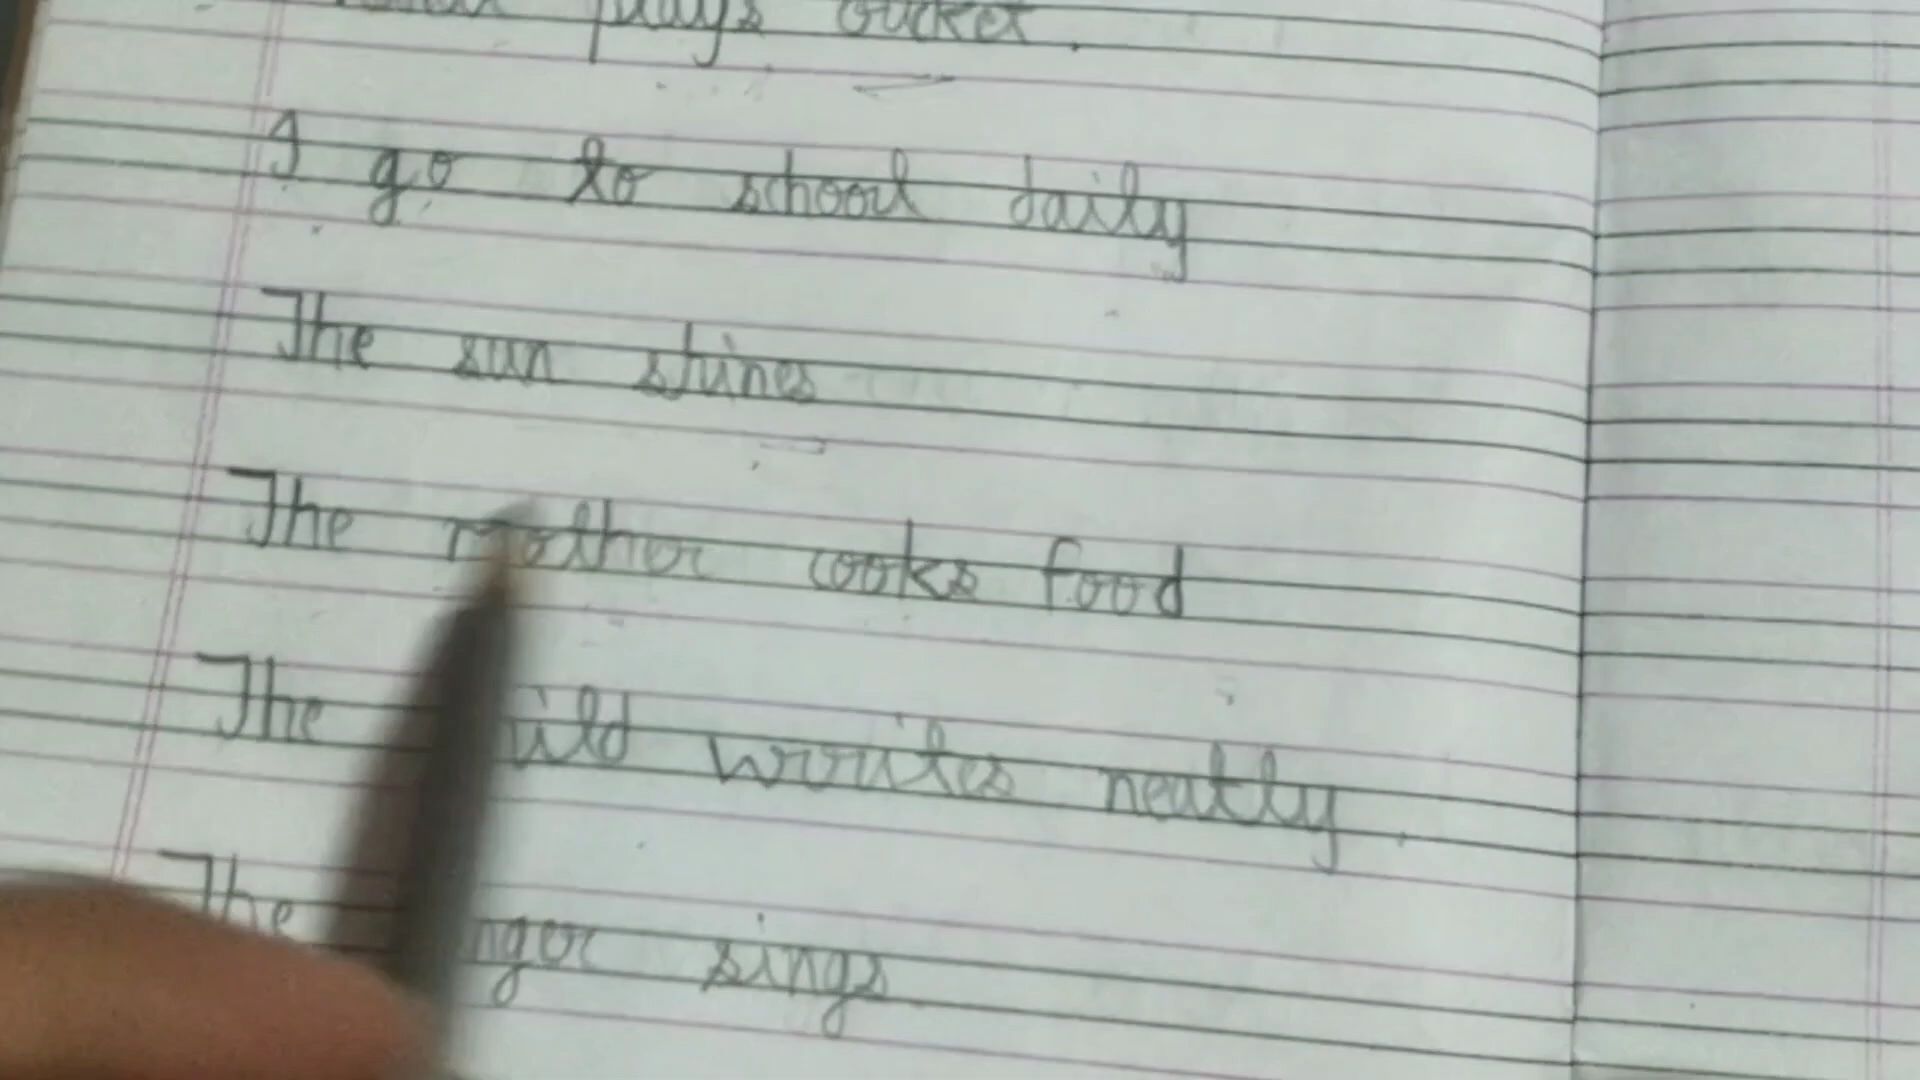 plays cricket.
I go to school daily
The sun shines
The mother cooks food
The writes neatly.
The sings